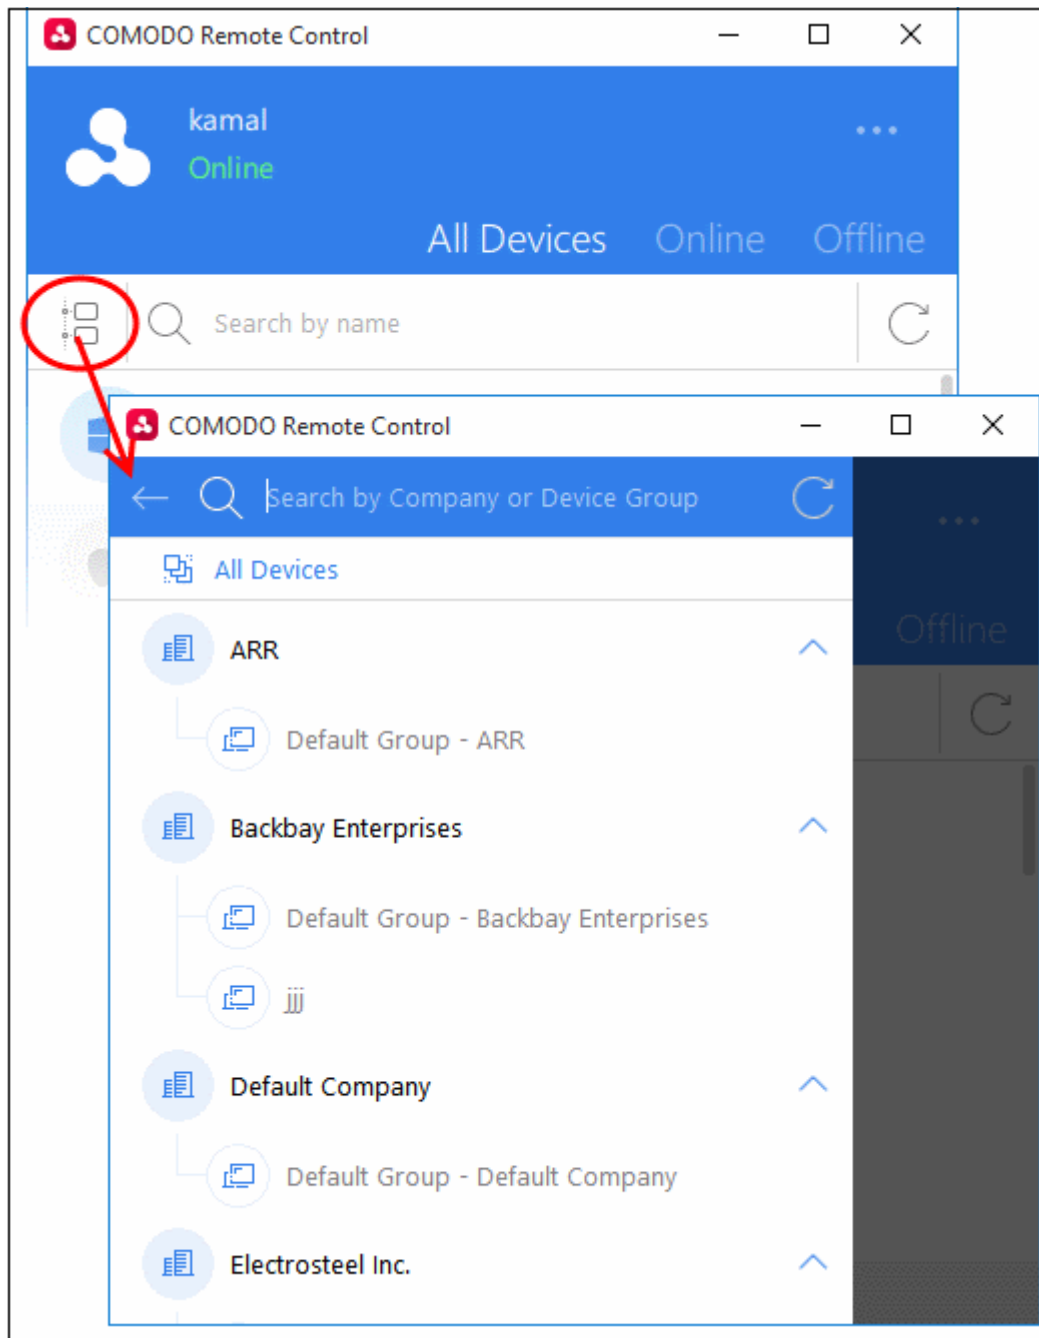 COMODO Remote Control
kamal
Online
All Devices Online Offline
Search by name
COMODO Remote Control
Search by Company or Device Group
All Devices
Offline
ARR
Default Group - ARR
Backbay Enterprises
Default Group - Backbay Enterprises
jjj
Default Company
Default Group - Default Company
Electrosteel Inc.